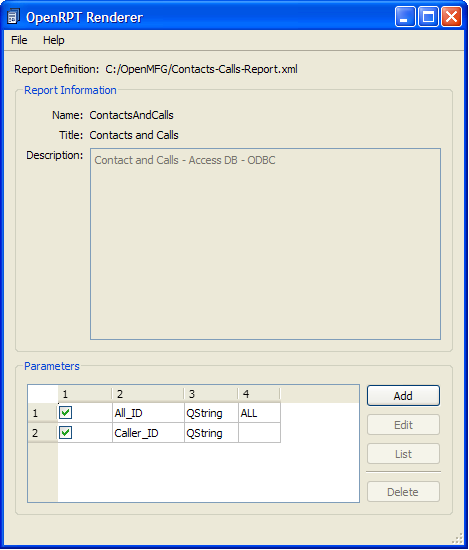 OpenRPT Renderer
File Help
Report Definition: C:/OpenMFG/Contacts-Calls-Report.xml
Report Information
Name: ContactsAndCalls
Title: Contacts and Calls
Description: Contact and Calls - Access DB - ODBC
Parameters
1 2 3 4
1 All_ID QString ALL
2 Caller_ID QString
Add
Edit
List
Delete